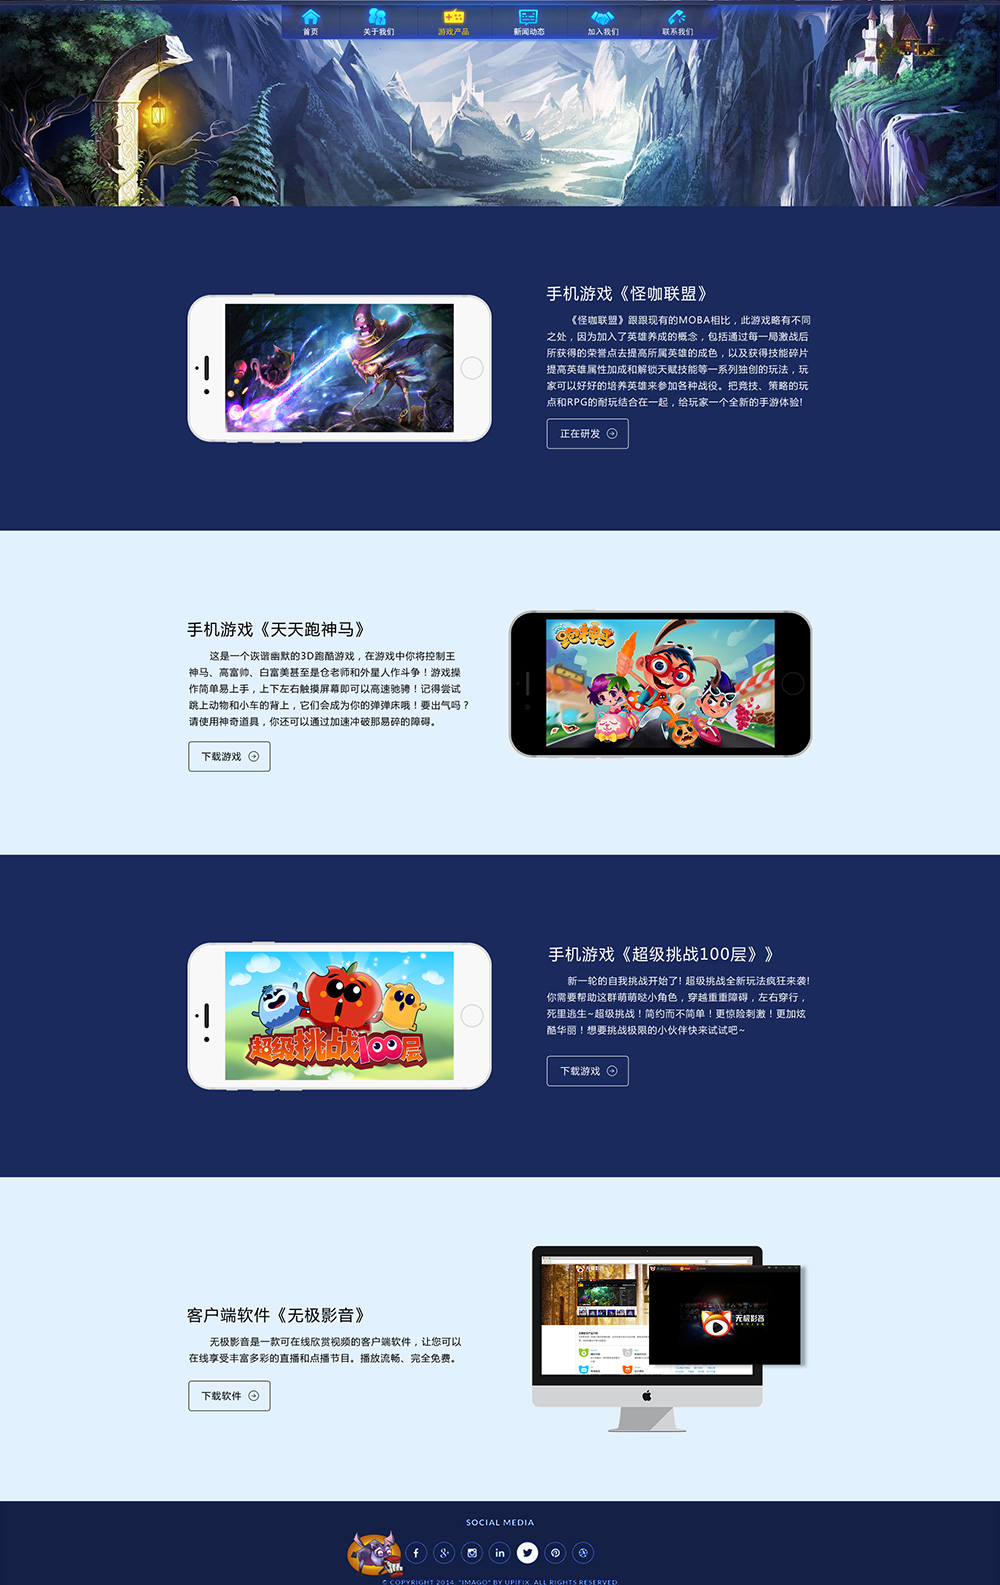 首页 关于我们 游戏产品 新闻动态 加入我们 联系我们
手机游戏《怪咖联盟》
《怪咖联盟》跟跟现有的MOBA相比，此游戏略有不同
之处，因为加入了英雄养成的概念，包括通过每一局激战后
所获得的荣誉点去提高所属英雄的成色，以及获得技能碎片
提高英雄属性加成和解锁天赋技能等一系列独创的玩法，玩
家可以好好的培养英雄来参加各种战役。把竞技、策略的玩
点和RPG的耐玩结合在一起，给玩家一个全新的手游体验!
正在研发
手机游戏《天天跑神马》
这是一个诙谐幽默的3D跑酷游戏，在游戏中你将控制王
神马、高富帅、白富美甚至是仓老师和外星人作斗争！游戏操
作简单易上手，上下左右触摸屏幕即可以高速驰骋！记得尝试
跳上动物和小车的背上，它们会成为你的弹弹床哦！要出气吗？
请使用神奇道具，你还可以通过加速冲破那易碎的障碍。
下载游戏
手机游戏《超级挑战100层》》
新一轮的自我挑战开始了! 超级挑战全新玩法疯狂来袭!
你需要帮助这群萌萌哒小角色，穿越重重障碍，左右穿行，
死里逃生~超级挑战！简约而不简单！更惊险刺激！更加炫
酷华丽！想要挑战极限的小伙伴快来试试吧~
超级挑战100层
下载游戏
客户端软件《无极影音》
无极影音是一款可在线欣赏视频的客户端软件，让您可以
在线享受丰富多彩的直播和点播节目。播放流畅、完全免费。
下载软件
无极影音
无极影音
SOCIAL MEDIA
© COPYRIGHT 2014. "IMAGO" BY UPIFIX. ALL RIGHTS RESERVED.